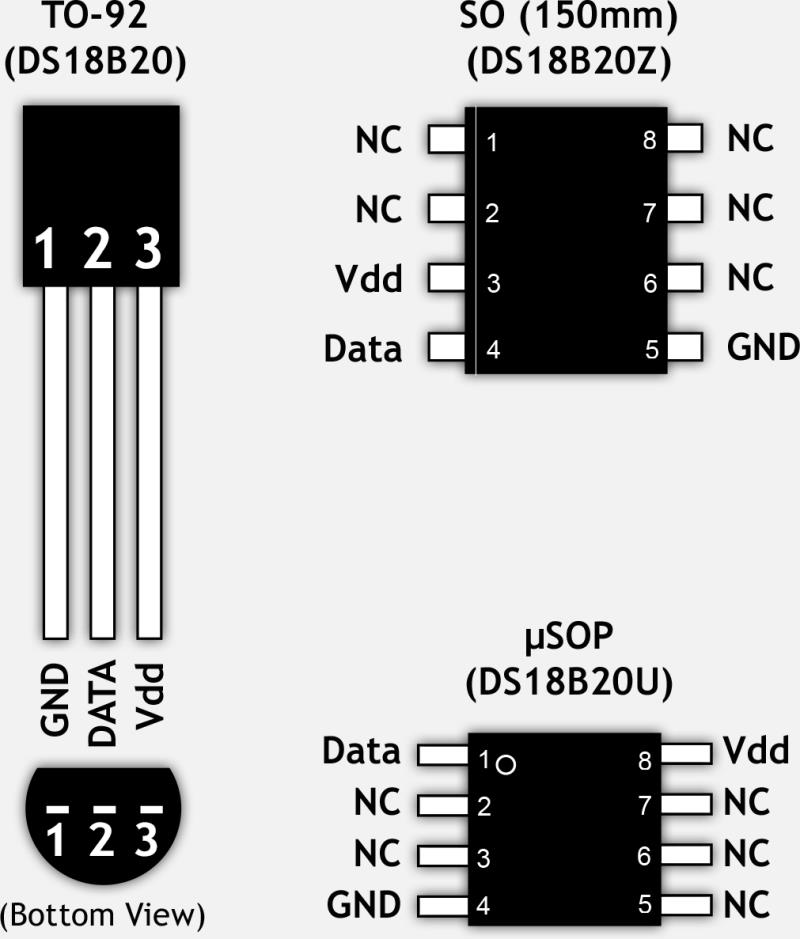 TO-92
(DS18B20)
1 2 3
GND DATA Vdd
1 2 3
(Bottom View)
SO (150mm)
(DS18B20Z)
NC 1 8 NC
NC 2 7 NC
Vdd 3 6 NC
Data 4 5 GND
µSOP
(DS18B20U)
Data 1 8 Vdd
NC 2 7 NC
NC 3 6 NC
GND 4 5 NC